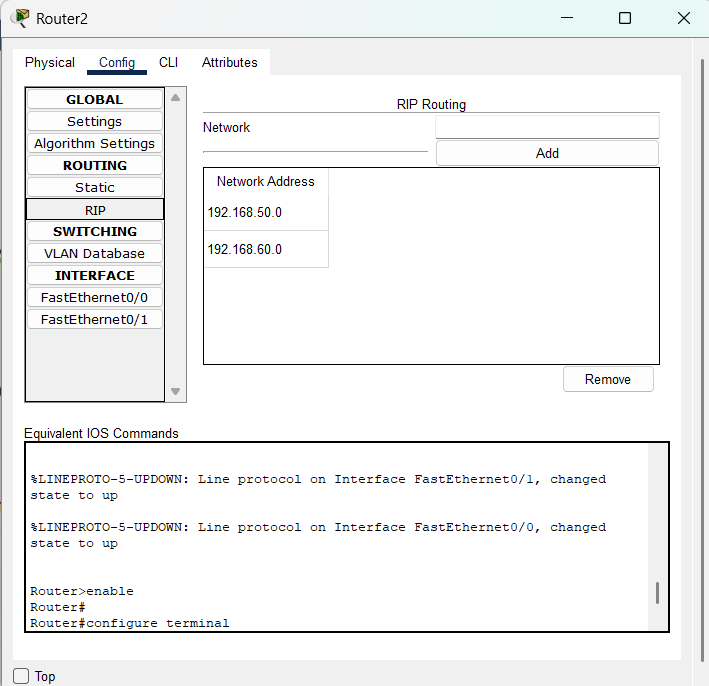 Router2
Physical Config CLI Attributes
GLOBAL
Settings
Algorithm Settings
ROUTING
Static
RIP
SWITCHING
VLAN Database
INTERFACE
FastEthernet0/0
FastEthernet0/1
RIP Routing
Network
Add
Network Address
192.168.50.0
192.168.60.0
Remove
Equivalent IOS Commands
%LINEPROTO-5-UPDOWN: Line protocol on Interface FastEthernet0/1, changed
state to up
%LINEPROTO-5-UPDOWN: Line protocol on Interface FastEthernet0/0, changed
state to up
Router>enable
Router#
Router#configure terminal
Top